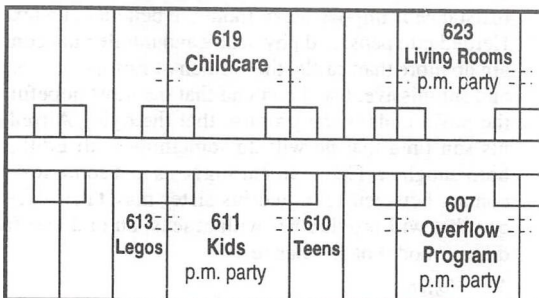 619
Childcare
623
Living Rooms
p.m. party
613
Legos
611
Kids
p.m. party
610
Teens
607
Overflow
Program
p.m. party